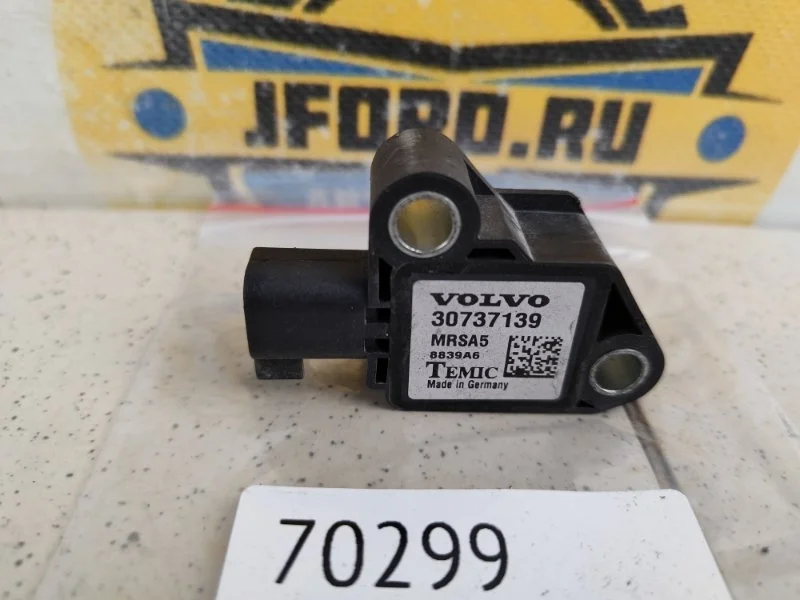 JFORD.RU
VOLVO
30737139
MRSA5
8839A6
TEMIC
Made in Germany
70299